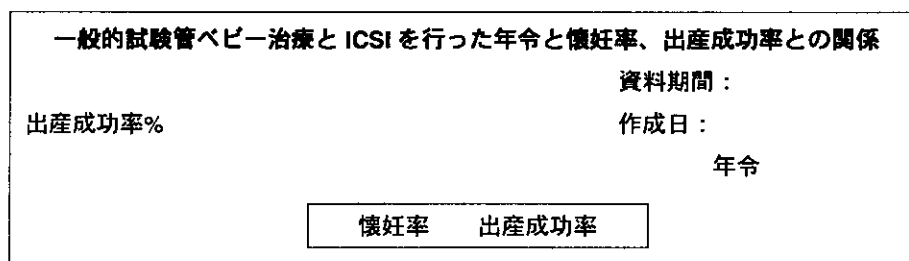 一般的試験管ベビー治療と ICSI を行った年令と懐妊率、出産成功率との関係
資料期間：
出産成功率%
作成日：
年令
懐妊率 出産成功率